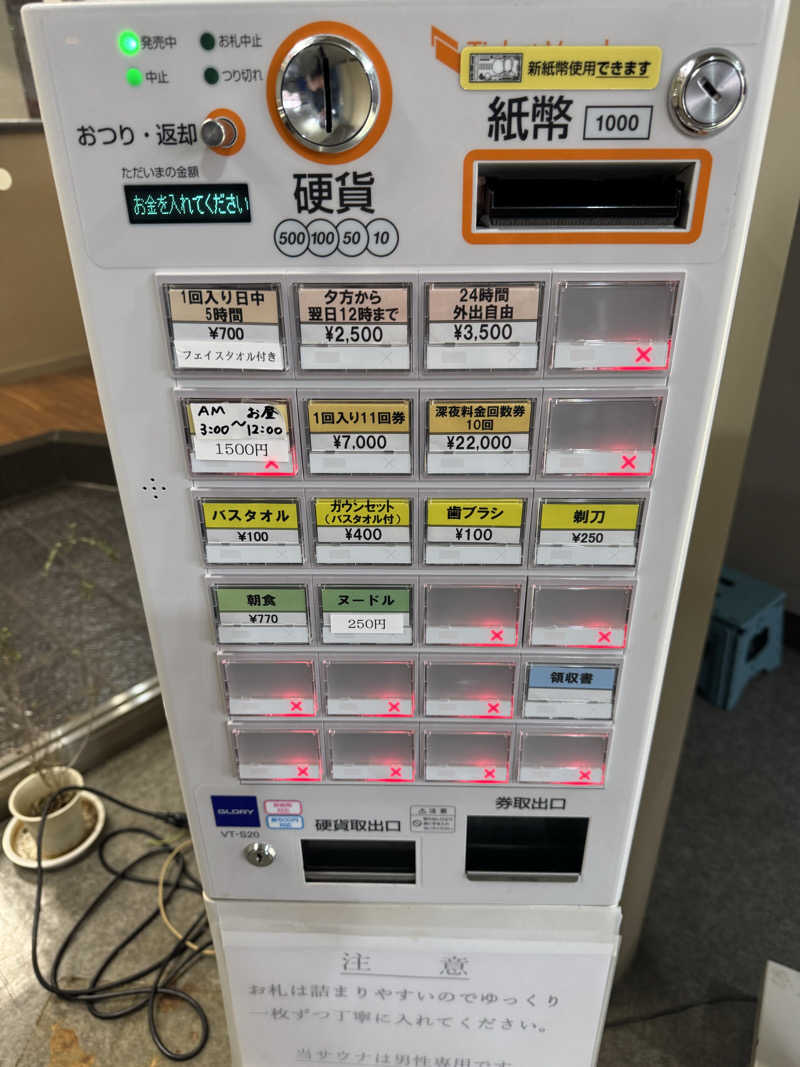 発売中
お札中止
中止
つり切れ
おつり・返却
ただいまの金額
お金を入れてください
硬貨
500 100 50 10
新紙幣使用できます
紙幣 1000
1回入り日中
5時間
¥700
フェイスタオル付き
夕方から
翌日12時まで
¥2,500
24時間
外出自由
¥3,500
AM お昼
3:00〜12:00
1500円
1回入り11回券
¥7,000
深夜料金回数券
10回
¥22,000
バスタオル
¥100
ガウンセット
(バスタオル付)
¥400
歯ブラシ
¥100
剃刀
¥250
朝食
¥770
ヌードル
250円
領収書
GLORY
VT-S20
硬貨取出口
注意
券取出口
注 意
お札は詰まりやすいのでゆっくり
一枚ずつ丁寧に入れてください。
当サウナは男性専用です